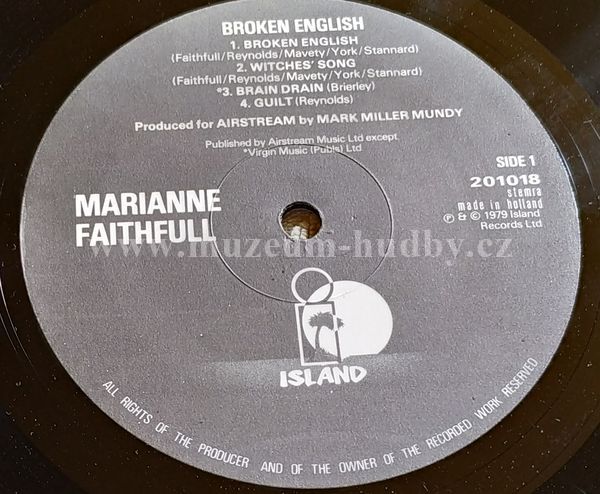 BROKEN ENGLISH
1. BROKEN ENGLISH
(Faithfull/Reynolds/Mavety/York/Stannard)
2. WITCHES' SONG
(Faithfull/Reynolds/Mavety/York/Stannard)
*3. BRAIN DRAIN (Brierley)
4. GUILT (Reynolds)
Produced for AIRSTREAM by MARK MILLER MUNDY
Published by Airstream Music Ltd except
*Virgin Music (Publs) Ltd
SIDE 1
201018
stemra
made in holland
℗ & © 1979 Island
Records Ltd
MARIANNE
FAITHFULL
www.muzeum-hudby.cz
ISLAND
ALL RIGHTS OF THE PRODUCER AND OF THE OWNER OF THE RECORDED WORK RESERVED